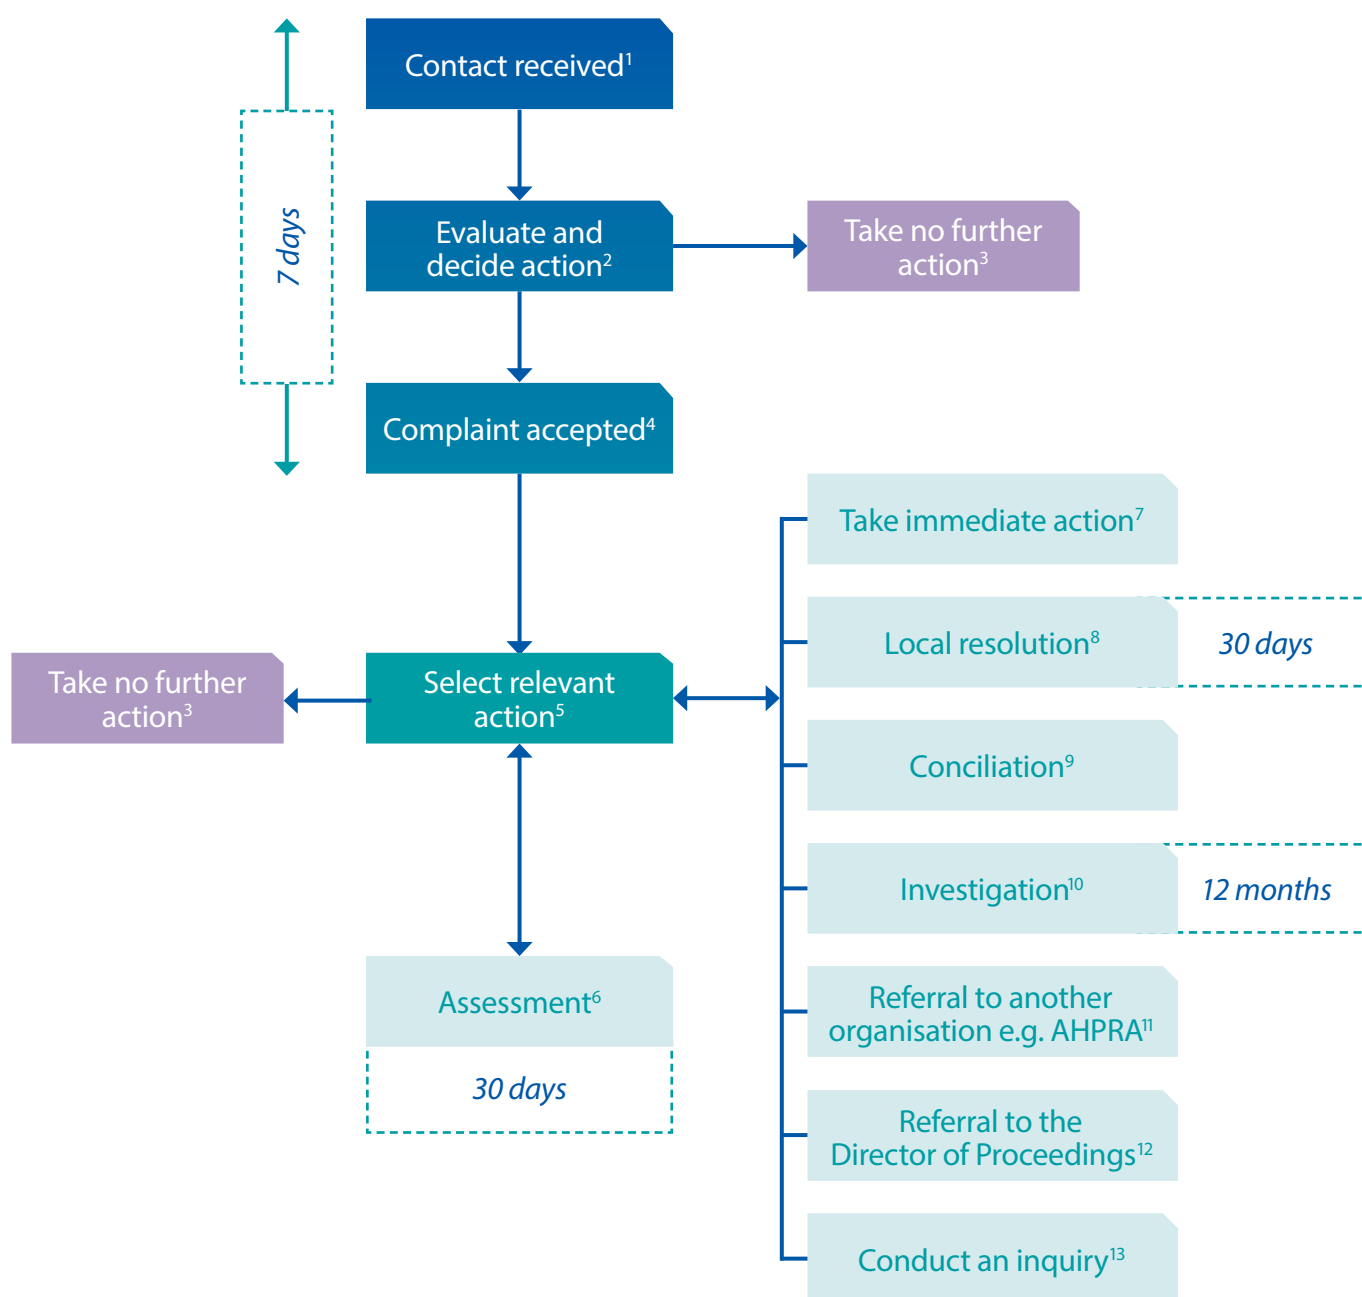 Contact received¹
7 days
Evaluate and
decide action²
Take no further
action³
Complaint accepted⁴
Take immediate action⁷
Local resolution⁸
30 days
Take no further
action³
Select relevant
action⁵
Conciliation⁹
Investigation¹⁰
12 months
Assessment⁶
30 days
Referral to another
organisation e.g. AHPRA¹¹
Referral to the
Director of Proceedings¹²
Conduct an inquiry¹³